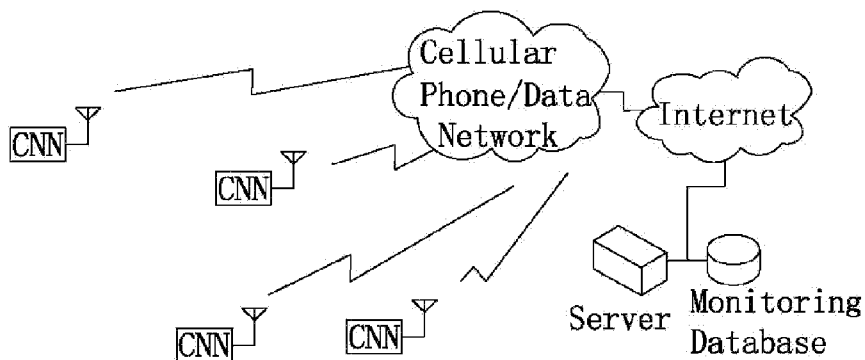 Cellular
Phone/Data
Network
Internet
CNN
CNN
CNN
CNN
Server
Monitoring
Database